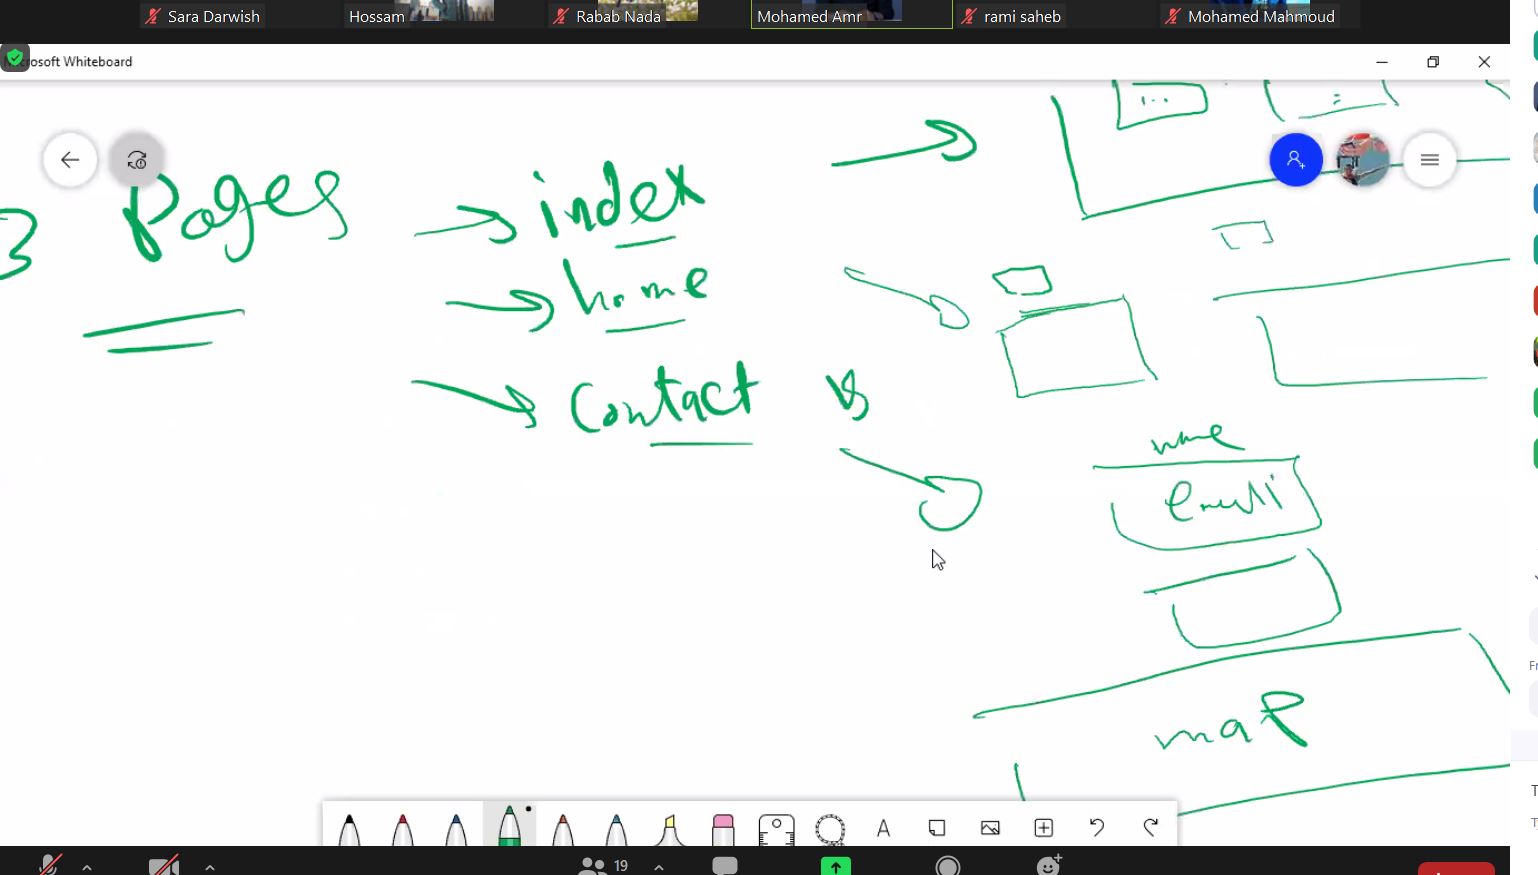 Sara Darwish
Hossam
Rabab Nada
Mohamed Amr
rami saheb
Mohamed Mahmoud
osoft Whiteboard
3 Pages
index
home
Contact us
name
email
map
A
19